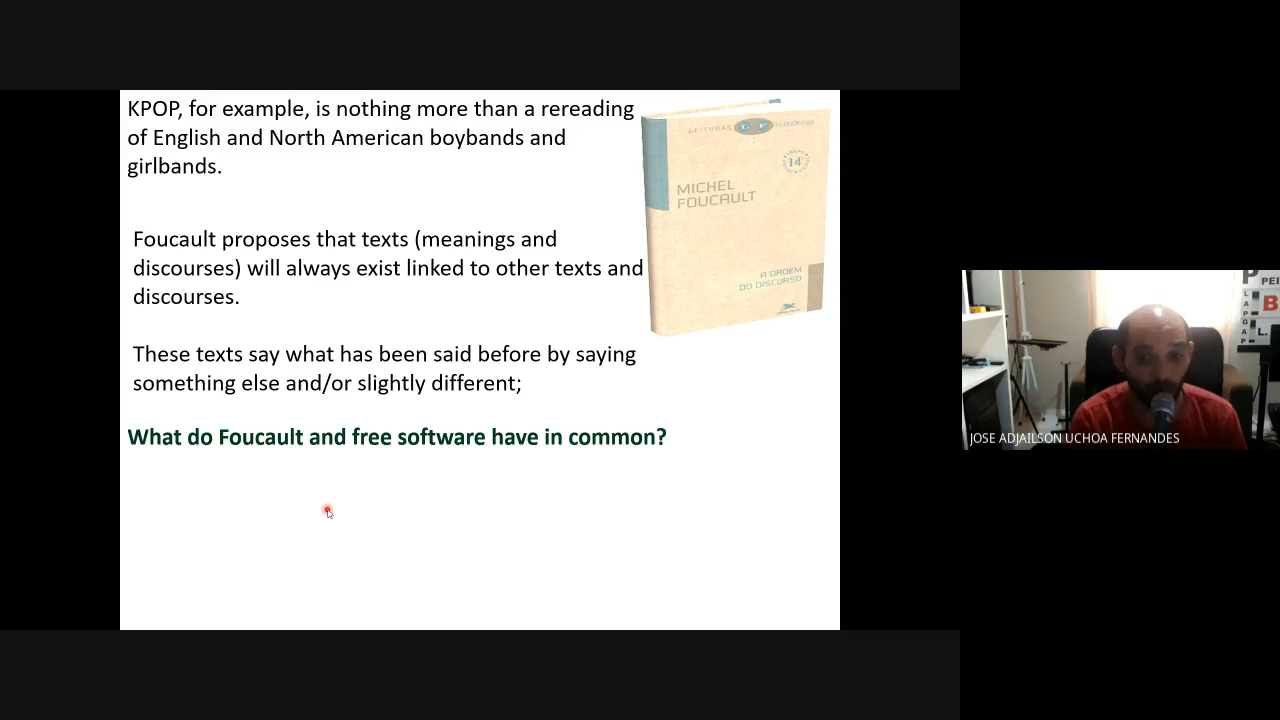 KPOP, for example, is nothing more than a rereading
of English and North American boybands and
girlbands.
LEITURAS FILOSÓFICAS
14
MICHEL
FOUCAULT
A ORDEM
DO DISCURSO
Foucault proposes that texts (meanings and
discourses) will always exist linked to other texts and
discourses.
These texts say what has been said before by saying
something else and/or slightly different;
What do Foucault and free software have in common?
P
PEI
LAPGAP
B
L.
JOSE ADJAILSON UCHOA FERNANDES